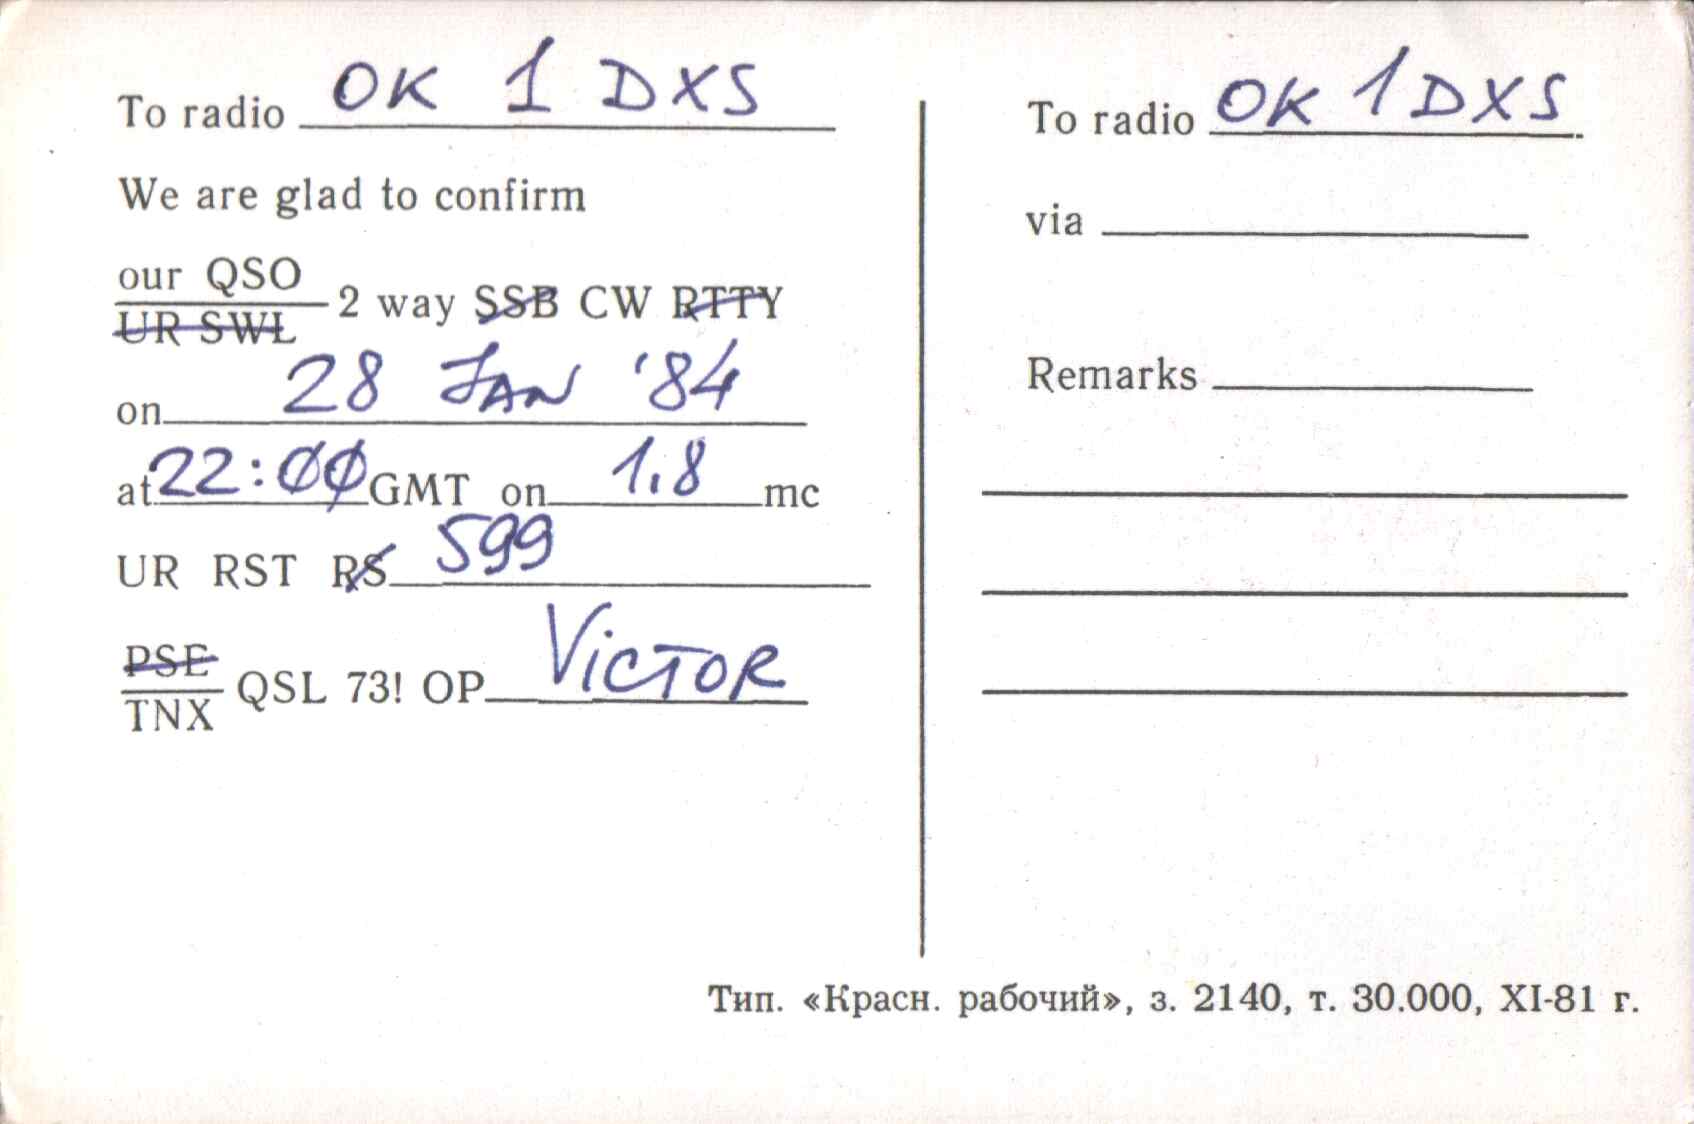 To radio OK 1 DXS
We are glad to confirm
our QSO
UR SWL
2 way SSB CW RTTY
on 28 JAN '84
at 22:00 GMT on 1.8 mc
UR RST RS 599
PSE
TNX
QSL 73! OP VICTOR
To radio OK 1 DXS
via
Remarks
Тип. «Красн. рабочий», з. 2140, т. 30.000, XI-81 г.